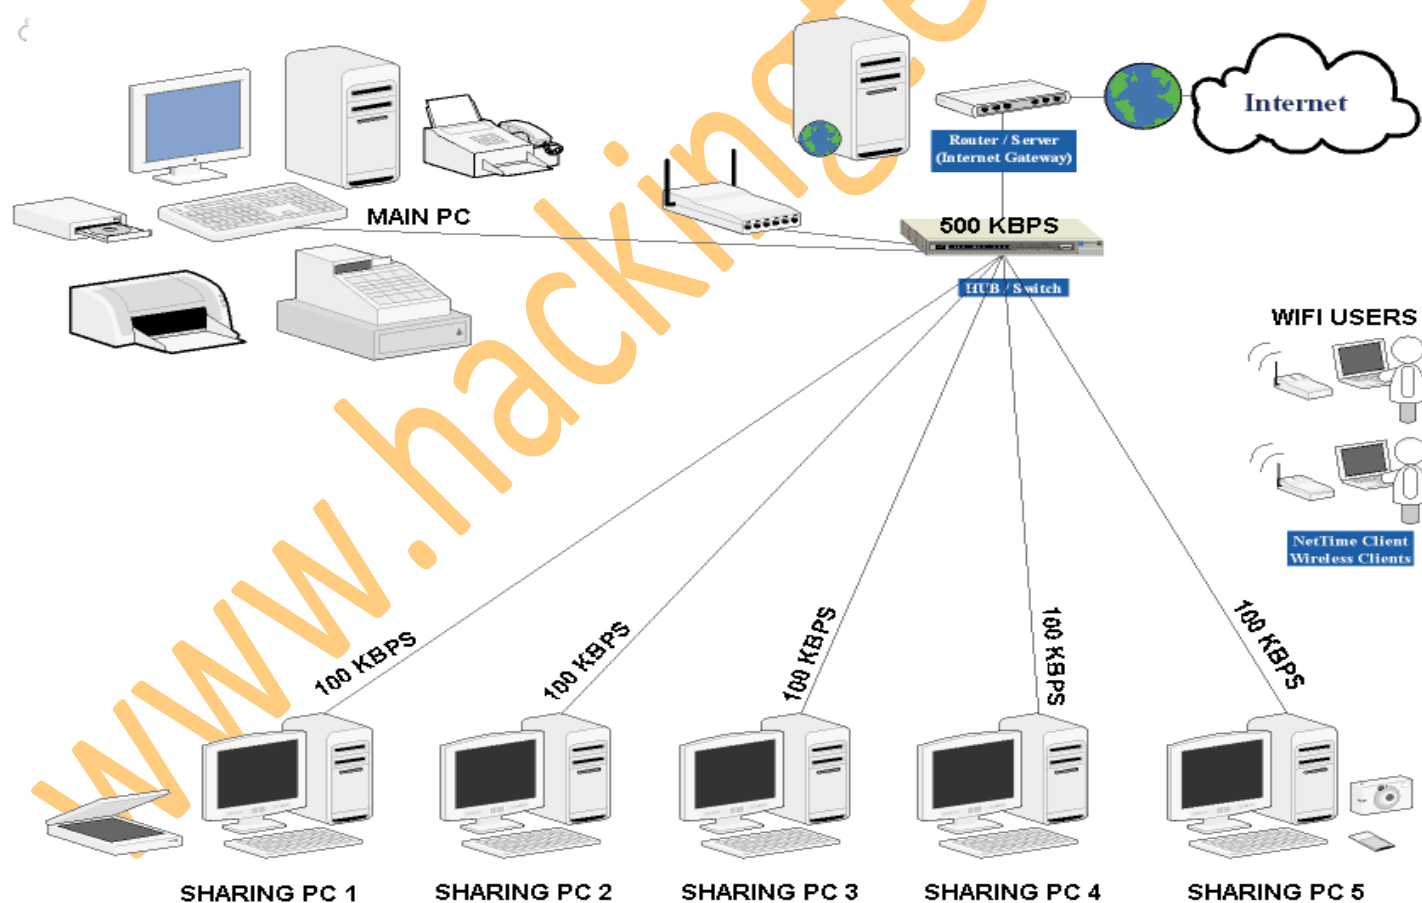 Internet
Router / Server
(Internet Gateway)
MAIN PC
500 KBPS
HUB / Switch
WIFI USERS
NetTime Client
Wireless Clients
100 KBPS
100 KBPS
100 KBPS
100 KBPS
100 KBPS
SHARING PC 1
SHARING PC 2
SHARING PC 3
SHARING PC 4
SHARING PC 5
www.hacking